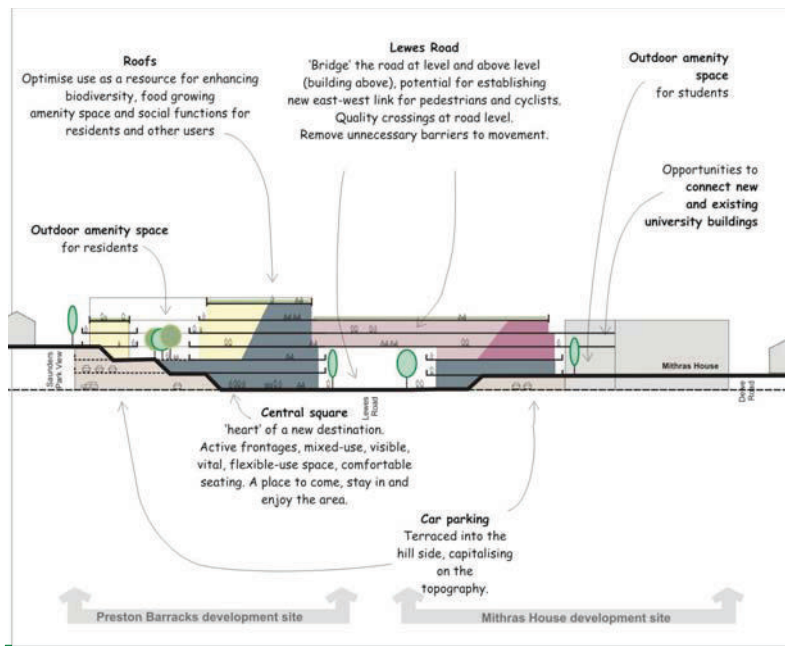 Roofs
Optimise use as a resource for enhancing
biodiversity, food growing
amenity space and social functions for
residents and other users
Lewes Road
'Bridge' the road at level and above level
(building above), potential for establishing
new east-west link for pedestrians and cyclists.
Quality crossings at road level.
Remove unnecessary barriers to movement.
Outdoor amenity
space
for students
Opportunities to
connect new
and existing
university buildings
Outdoor amenity space
for residents
Saunders
Park View
Lewes
Road
Mithras House
Dewe
Road
Central square
'heart' of a new destination.
Active frontages, mixed-use, visible,
vital, flexible-use space, comfortable
seating. A place to come, stay in and
enjoy the area.
Car parking
Terraced into the
hill side, capitalising
on the
topography.
Preston Barracks development site
Mithras House development site